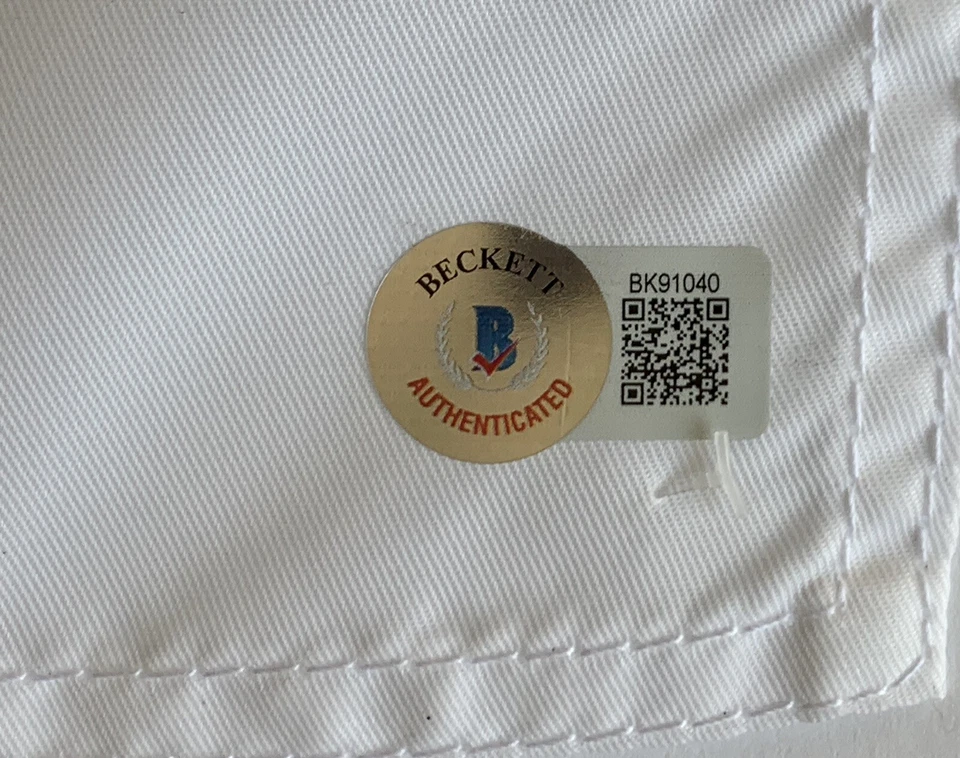 BECKETT
B
AUTHENTICATED
BK91040